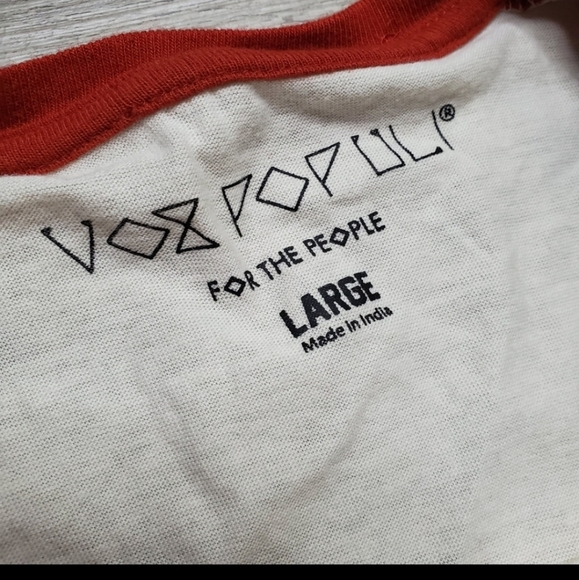 VOX POPULI®
FOR THE PEOPLE
LARGE
Made in India